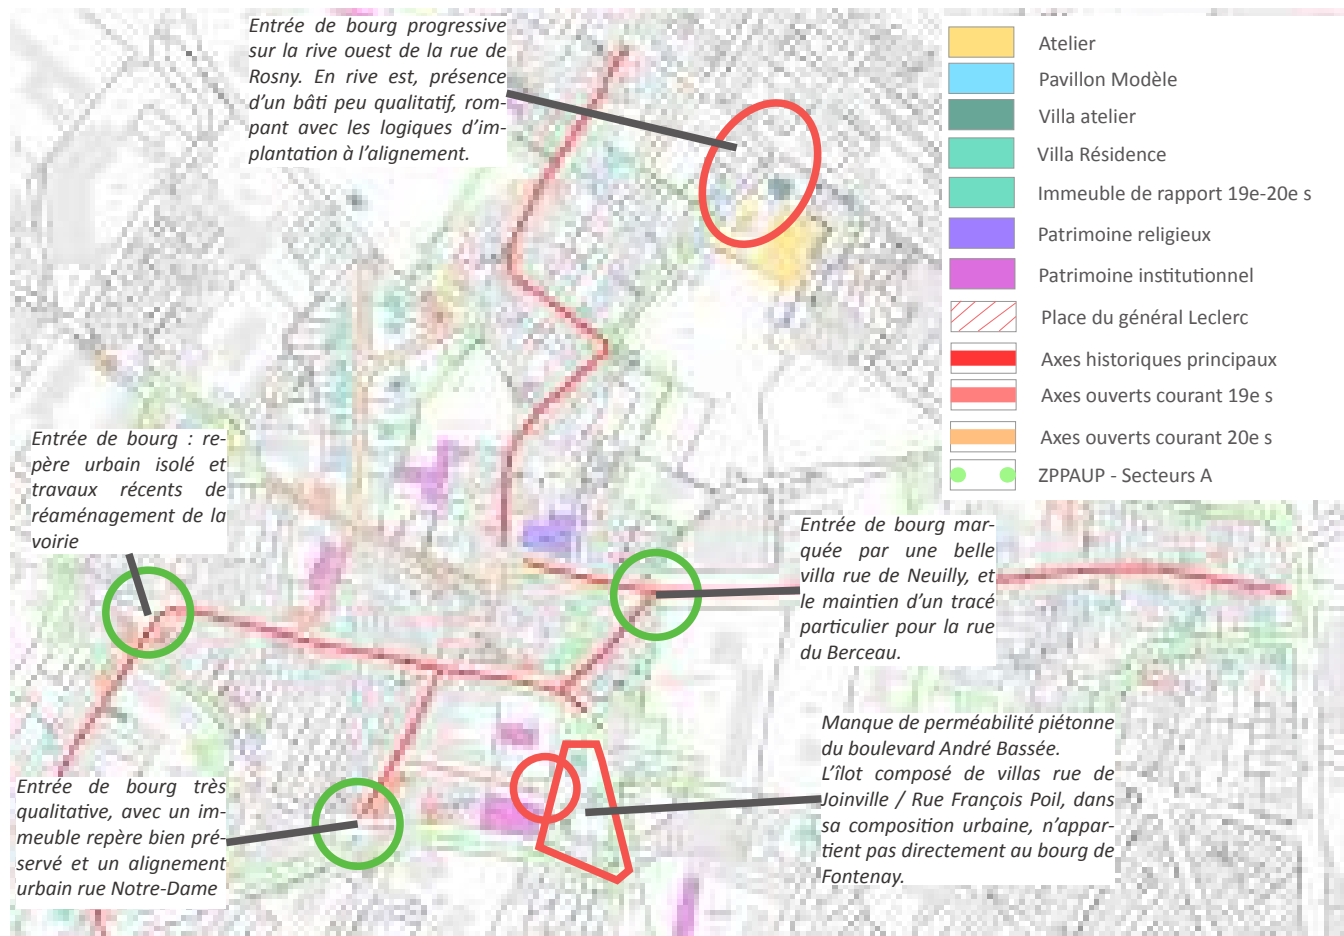 Entrée de bourg progressive
sur la rive ouest de la rue de
Rosny. En rive est, présence
d'un bâti peu qualitatif, rom-
pant avec les logiques d'im-
plantation à l'alignement.
Atelier
Pavillon Modèle
Villa atelier
Villa Résidence
Immeuble de rapport 19e-20e s
Patrimoine religieux
Patrimoine institutionnel
Place du général Leclerc
Axes historiques principaux
Axes ouverts courant 19e s
Axes ouverts courant 20e s
ZPPAUP - Secteurs A
Entrée de bourg : re-
père urbain isolé et
travaux récents de
réaménagement de la
voirie
Entrée de bourg mar-
quée par une belle
villa rue de Neuilly, et
le maintien d'un tracé
particulier pour la rue
du Berceau.
Manque de perméabilité piétonne
du boulevard André Bassée.
L'îlot composé de villas rue de
Joinville / Rue François Poil, dans
sa composition urbaine, n'appar-
tient pas directement au bourg de
Fontenay.
Entrée de bourg très
qualitative, avec un im-
meuble repère bien pré-
servé et un alignement
urbain rue Notre-Dame